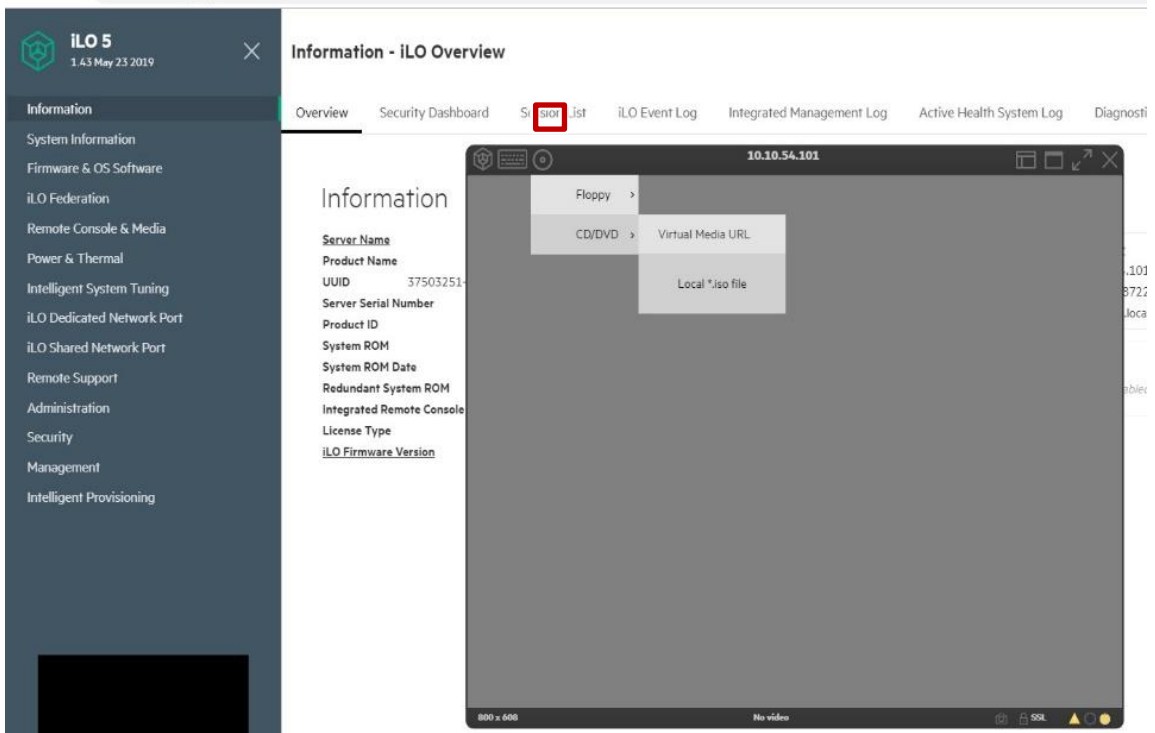 iLO 5
1.43 May 23 2019
Information - iLO Overview
Information
System Information
Firmware & OS Software
iLO Federation
Remote Console & Media
Power & Thermal
Intelligent System Tuning
iLO Dedicated Network Port
iLO Shared Network Port
Remote Support
Administration
Security
Management
Intelligent Provisioning
Overview Security Dashboard List iLO Event Log Integrated Management Log Active Health System Log Diagnosti
10.10.54.101
Floppy
CD/DVD Virtual Media URL
Local *.iso file
Information
Server Name
Product Name
UUID 37503251-
Server Serial Number
Product ID
System ROM
System ROM Date
Redundant System ROM
Integrated Remote Console
License Type
iLO Firmware Version
.101
.loca
800 x 608 No video SSL